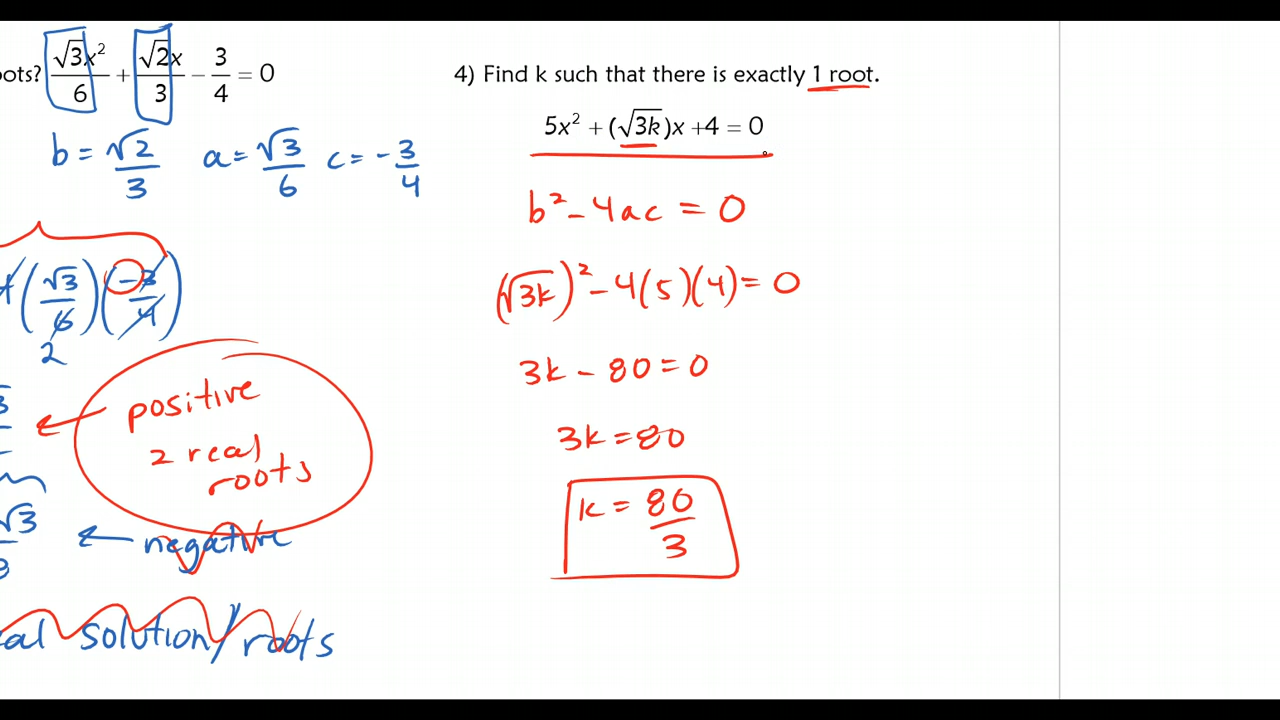 oots? √3x²/6 + √2x/3 − 3/4 = 0
b = √2/3 a = √3/6 c = -3/4
(√3/6)(-3/4)
2
positive
2 real
roots
√3
negative
al solution/roots
4) Find k such that there is exactly 1 root.
5x² + (√3k)x +4 = 0
b² - 4ac = 0
(√3k)² - 4(5)(4) = 0
3k - 80 = 0
3k = 80
k = 80/3